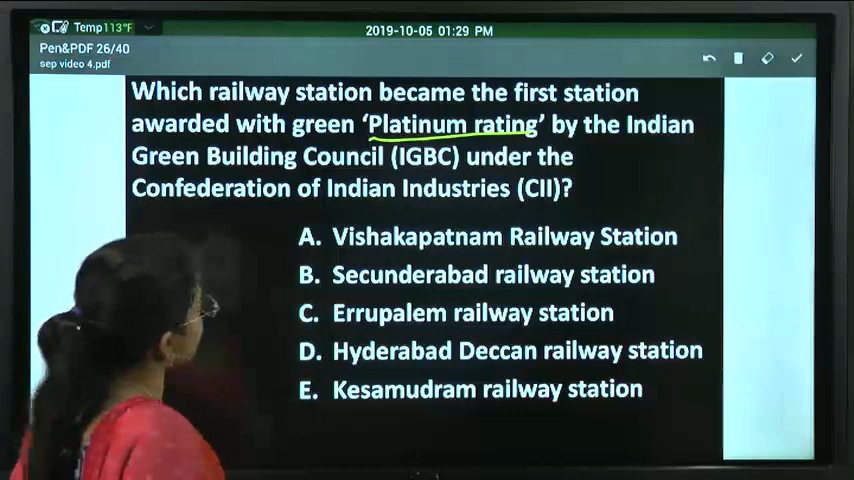 Temp 113°F
2019-10-05 01:29 PM
Pen&PDF 26/40
sep video 4.pdf
Which railway station became the first station
awarded with green ‘Platinum rating’ by the Indian
Green Building Council (IGBC) under the
Confederation of Indian Industries (CII)?
A. Vishakapatnam Railway Station
B. Secunderabad railway station
C. Errupalem railway station
D. Hyderabad Deccan railway station
E. Kesamudram railway station